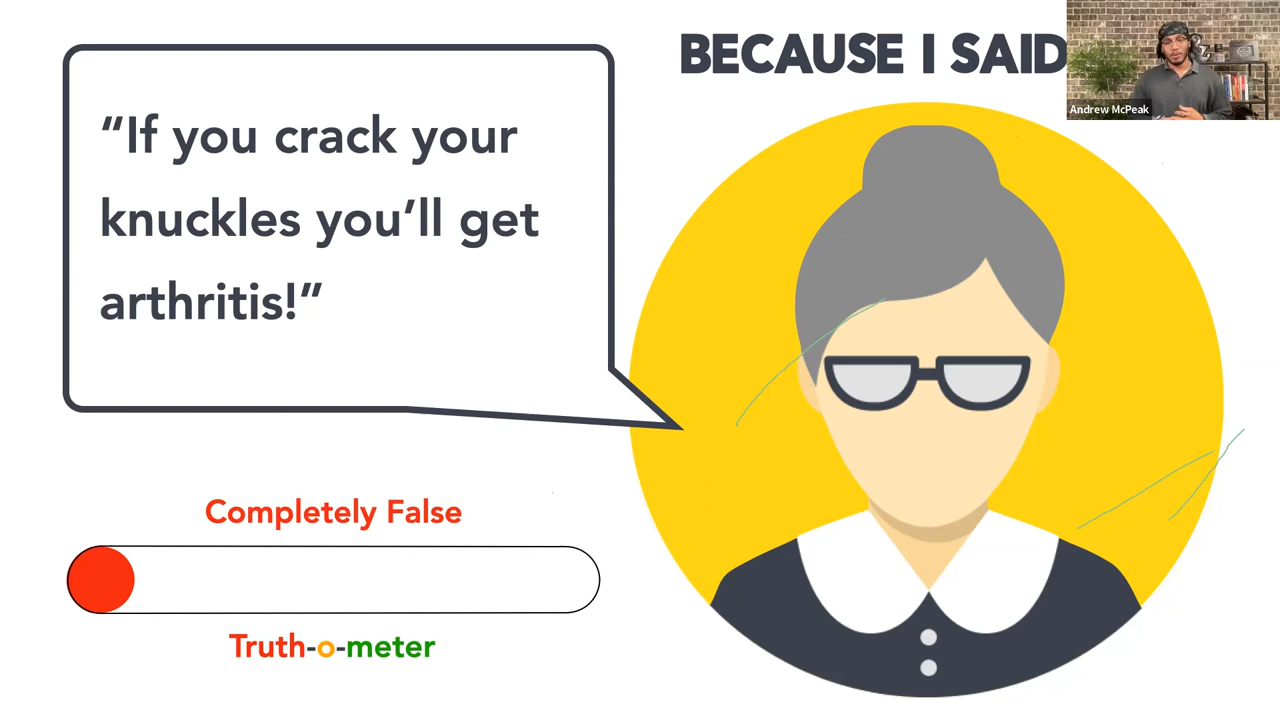 BECAUSE I SAID
Andrew McPeak
“If you crack your
knuckles you’ll get
arthritis!”
Completely False
Truth-o-meter